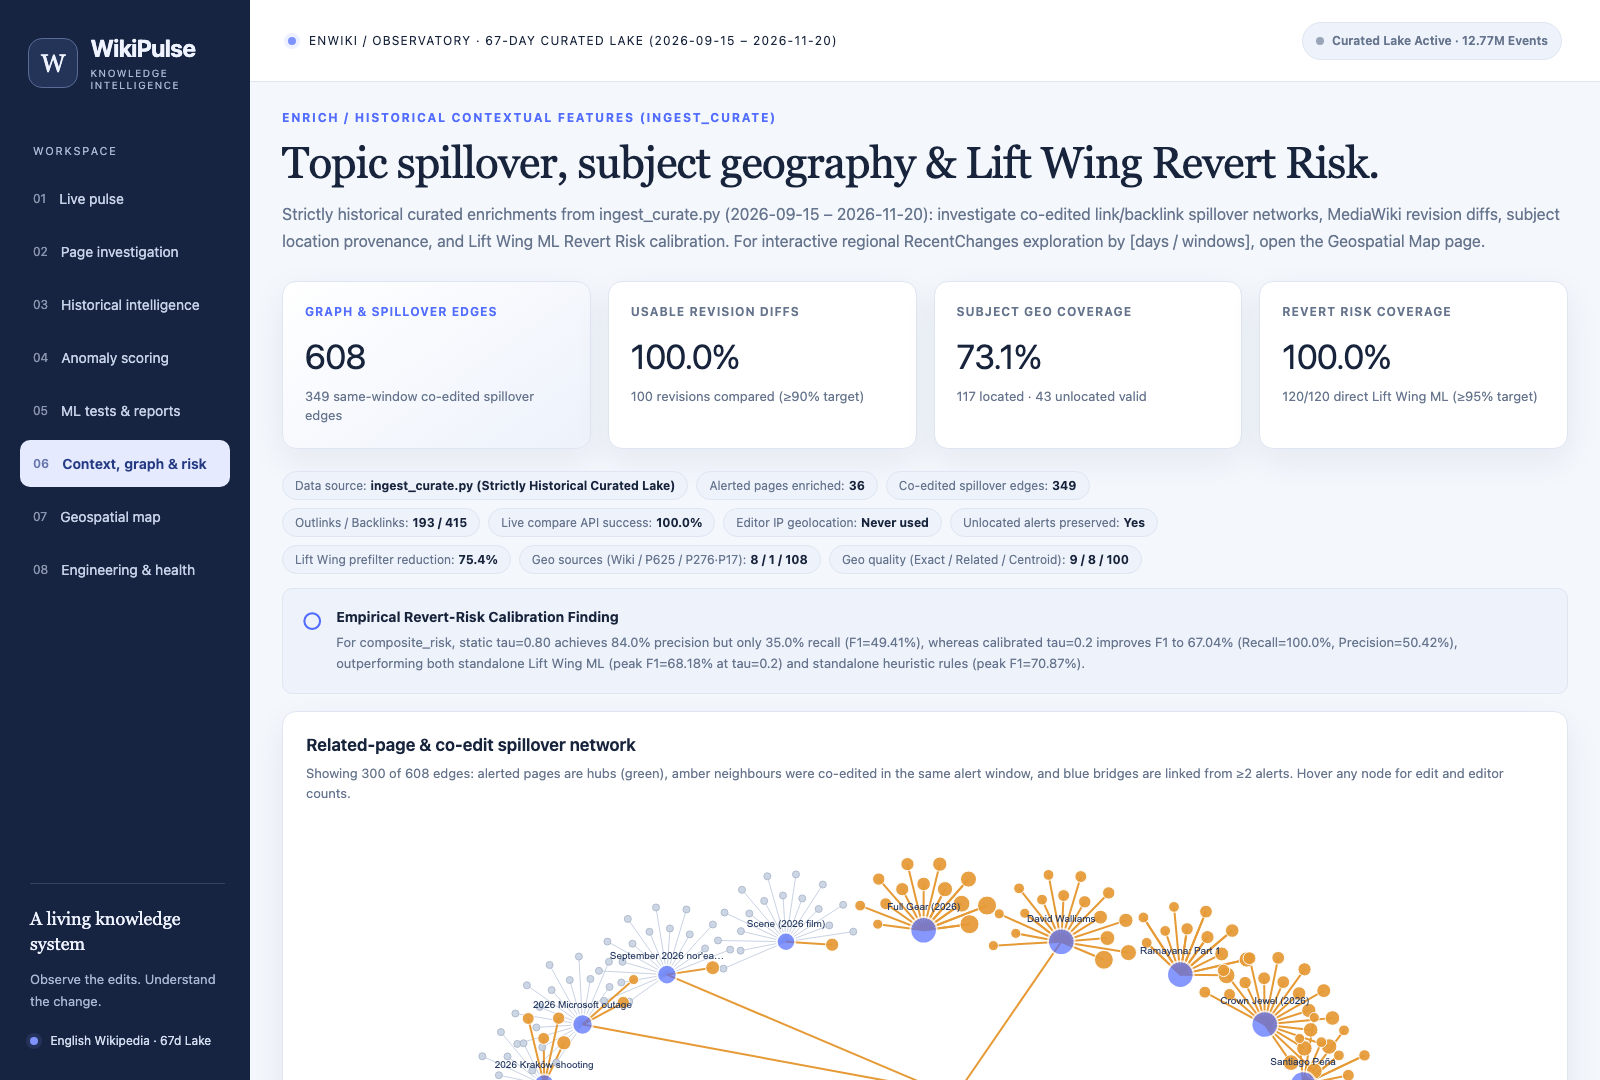 W
WikiPulse
KNOWLEDGE
INTELLIGENCE
WORKSPACE
01 Live pulse
02 Page investigation
03 Historical intelligence
04 Anomaly scoring
05 ML tests & reports
06 Context, graph & risk
07 Geospatial map
08 Engineering & health
A living knowledge
system
Observe the edits. Understand
the change.
English Wikipedia · 67d Lake
ENWIKI / OBSERVATORY · 67-DAY CURATED LAKE (2026-09-15 – 2026-11-20)
Curated Lake Active · 12.77M Events
ENRICH / HISTORICAL CONTEXTUAL FEATURES (INGEST_CURATE)
Topic spillover, subject geography & Lift Wing Revert Risk.
Strictly historical curated enrichments from ingest_curate.py (2026-09-15 – 2026-11-20): investigate co-edited link/backlink spillover networks, MediaWiki revision diffs, subject
location provenance, and Lift Wing ML Revert Risk calibration. For interactive regional RecentChanges exploration by [days / windows], open the Geospatial Map page.
GRAPH & SPILLOVER EDGES
608
349 same-window co-edited spillover
edges
USABLE REVISION DIFFS
100.0%
100 revisions compared (≥90% target)
SUBJECT GEO COVERAGE
73.1%
117 located · 43 unlocated valid
REVERT RISK COVERAGE
100.0%
120/120 direct Lift Wing ML (≥95% target)
Data source: ingest_curate.py (Strictly Historical Curated Lake)
Alerted pages enriched: 36
Co-edited spillover edges: 349
Outlinks / Backlinks: 193 / 415
Live compare API success: 100.0%
Editor IP geolocation: Never used
Unlocated alerts preserved: Yes
Lift Wing prefilter reduction: 75.4%
Geo sources (Wiki / P625 / P276·P17): 8 / 1 / 108
Geo quality (Exact / Related / Centroid): 9 / 8 / 100
Empirical Revert-Risk Calibration Finding
For composite_risk, static tau=0.80 achieves 84.0% precision but only 35.0% recall (F1=49.41%), whereas calibrated tau=0.2 improves F1 to 67.04% (Recall=100.0%, Precision=50.42%),
outperforming both standalone Lift Wing ML (peak F1=68.18% at tau=0.2) and standalone heuristic rules (peak F1=70.87%).
Related-page & co-edit spillover network
Showing 300 of 608 edges: alerted pages are hubs (green), amber neighbours were co-edited in the same alert window, and blue bridges are linked from ≥2 alerts. Hover any node for edit and editor
counts.
Full Gear (2026)
David Walliams
Scene (2026 film)
Ramayana: Part 1
September 2026 nor'ea…
Crown Jewel (2026)
2026 Microsoft outage
Santiago Peña
2026 Kraków shooting